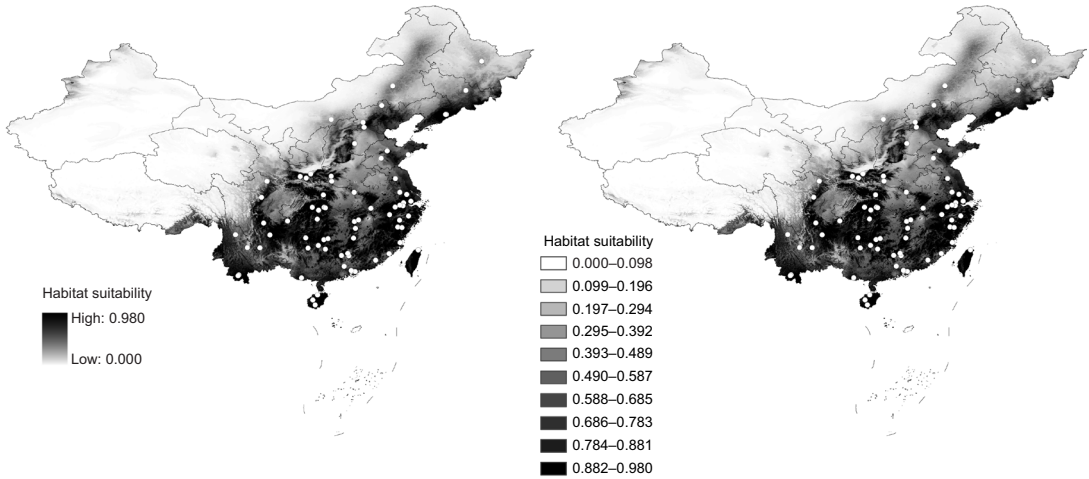 Habitat suitability
High: 0.980
Low: 0.000
Habitat suitability
0.000–0.098
0.099–0.196
0.197–0.294
0.295–0.392
0.393–0.489
0.490–0.587
0.588–0.685
0.686–0.783
0.784–0.881
0.882–0.980